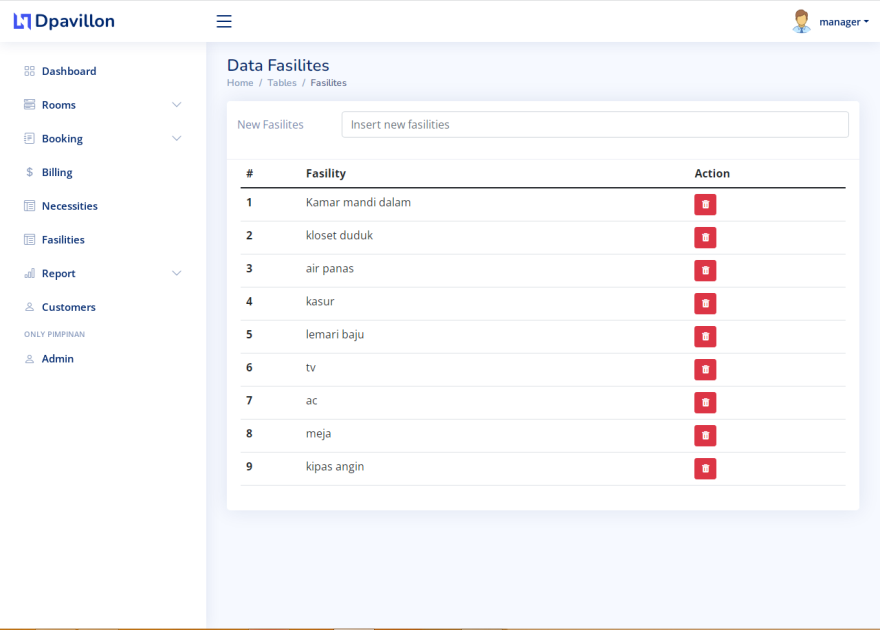 Dpavillon
manager
Dashboard
Rooms
Booking
Billing
Necessities
Fasilities
Report
Customers
ONLY PIMPINAN
Admin
Data Fasilites
Home / Tables / Fasilites
New Fasilites Insert new fasilities
# Fasility Action
1 Kamar mandi dalam
2 kloset duduk
3 air panas
4 kasur
5 lemari baju
6 tv
7 ac
8 meja
9 kipas angin